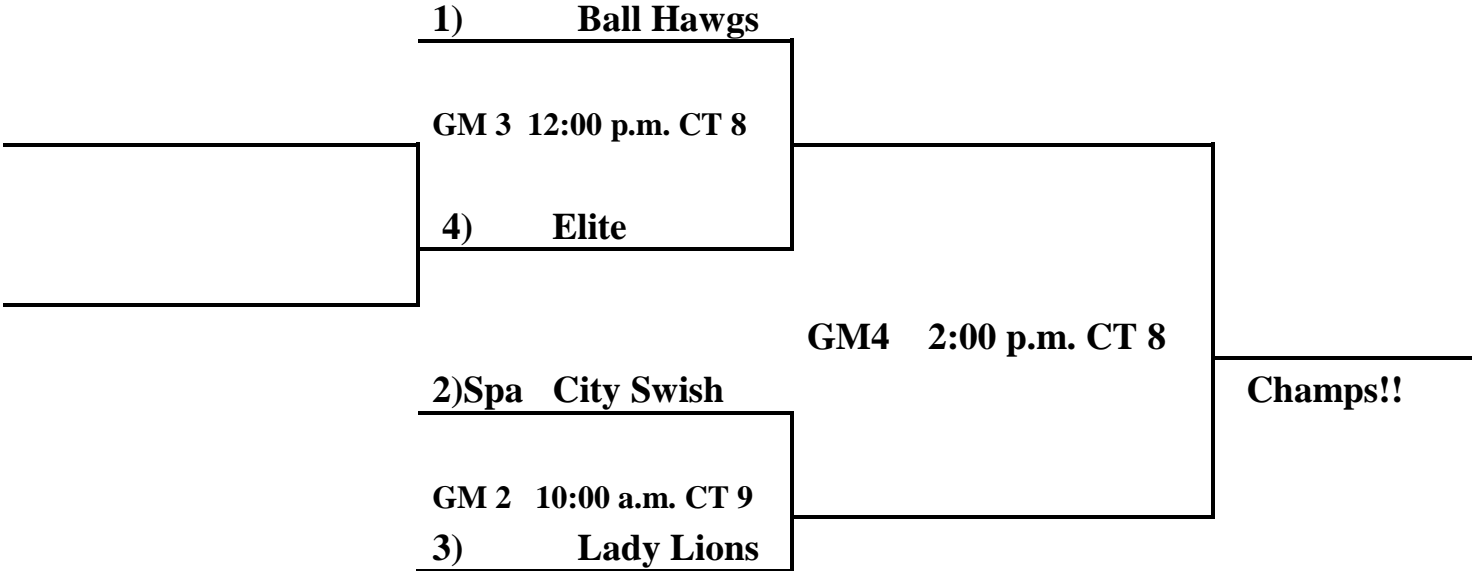 1) Ball Hawgs
GM 3 12:00 p.m. CT 8
4) Elite
GM4 2:00 p.m. CT 8
2)Spa City Swish
Champs!!
GM 2 10:00 a.m. CT 9
3) Lady Lions